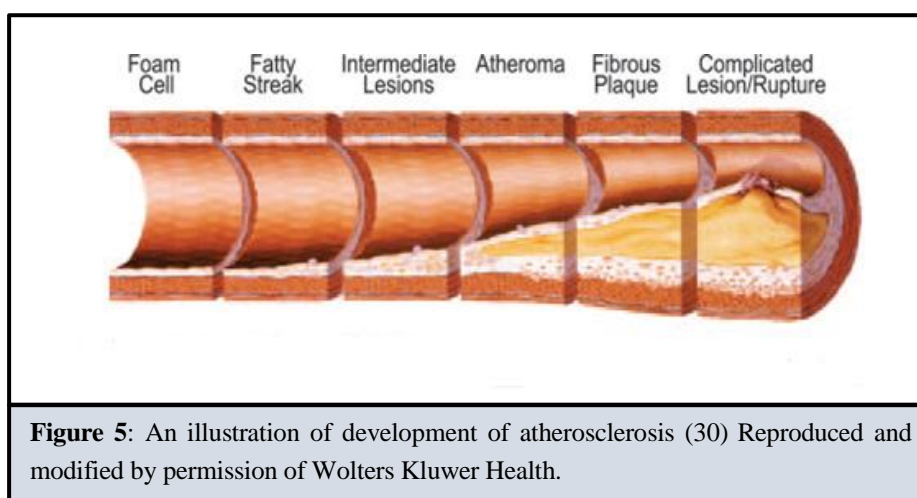 Foam Cell
Fatty Streak
Intermediate Lesions
Atheroma
Fibrous Plaque
Complicated Lesion/Rupture
Figure 5: An illustration of development of atherosclerosis (30) Reproduced and
modified by permission of Wolters Kluwer Health.